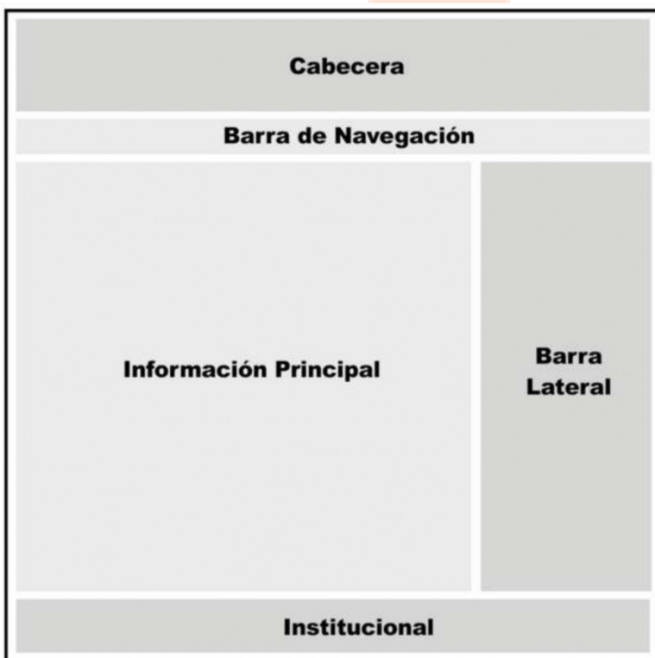 Cabecera
Barra de Navegación
Información Principal
Barra
Lateral
Institucional